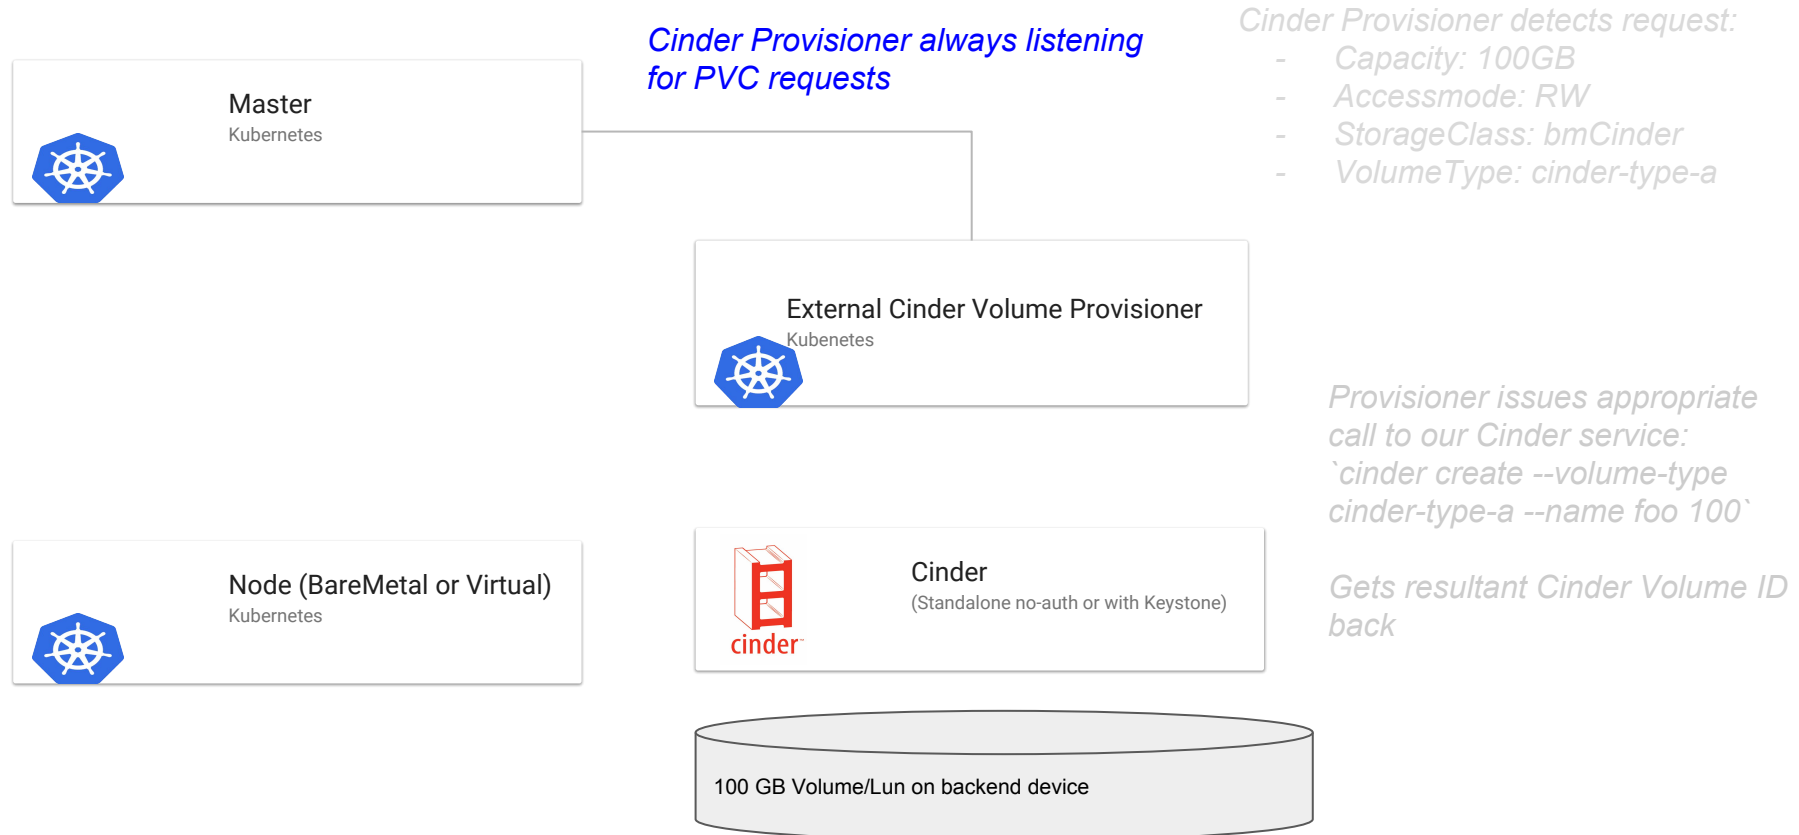 Cinder Provisioner always listening
for PVC requests
Cinder Provisioner detects request:
- Capacity: 100GB
- Accessmode: RW
- StorageClass: bmCinder
- VolumeType: cinder-type-a
Master
Kubernetes
External Cinder Volume Provisioner
Kubenetes
Provisioner issues appropriate
call to our Cinder service:
`cinder create --volume-type
cinder-type-a --name foo 100`
Gets resultant Cinder Volume ID
back
Node (BareMetal or Virtual)
Kubernetes
Cinder
(Standalone no-auth or with Keystone)
cinder™
100 GB Volume/Lun on backend device